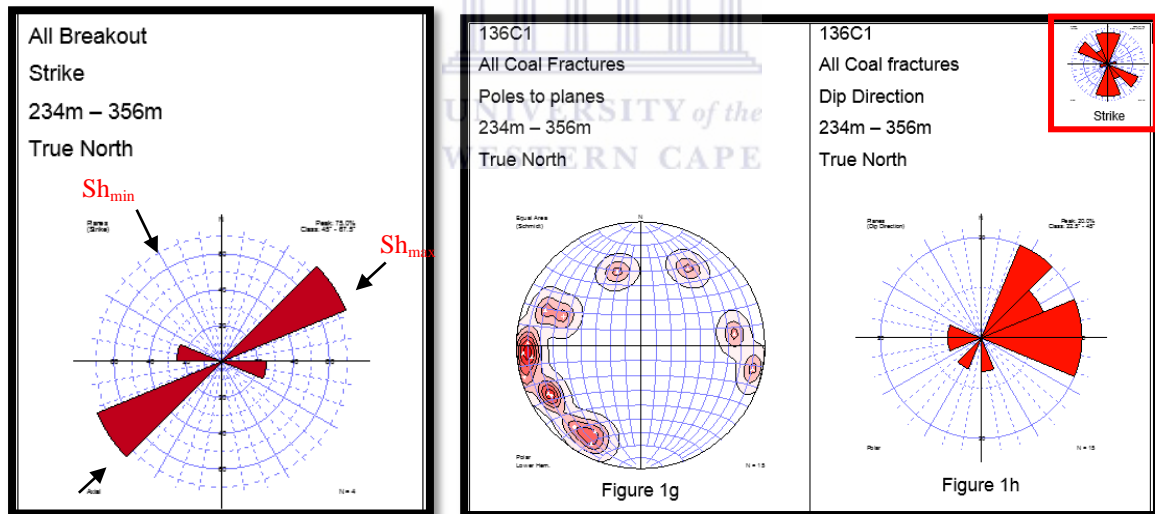 All Breakout
Strike
234m – 356m
True North
Sh_min
Sh_max
N
Planes
(Strike)
Peak: 75.0%
Class: 45° - 67.5°
Axial
N = 4
UNIVERSITY of the
WESTERN CAPE
136C1
All Coal Fractures
Poles to planes
234m – 356m
True North
Equal Area
(Schmidt)
N
Polar
Lower Hem.
N = 15
Figure 1g
136C1
All Coal fractures
Dip Direction
234m – 356m
True North
Strike
Planes
(Dip Direction)
N
Peak: 20.0%
Class: 22.5° - 45°
Polar
N = 15
Figure 1h